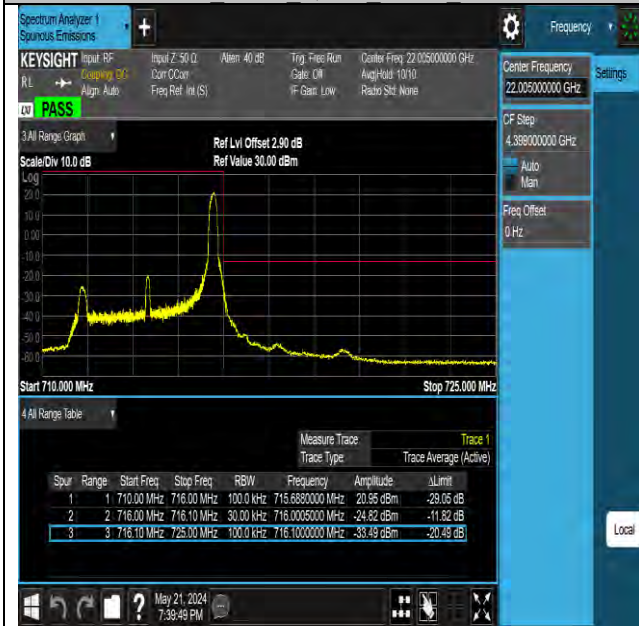 Spectrum Analyzer 1
Spurious Emissions
+
Frequency
KEYSIGHT
RL
Input: RF
Coupling: DC
Align: Auto
Input Z: 50 Ω
Corr CCorr
Freq Ref: Int (S)
Atten: 40 dB
Trig: Free Run
Gate: Off
IF Gain: Low
Center Freq: 22.005000000 GHz
Avg|Hold: 10/10
Radio Std: None
LXI
PASS
Center Frequency
22.005000000 GHz
Settings
CF Step
4.399000000 GHz
Auto
Man
Freq Offset
0 Hz
Local
3 All Range Graph
Scale/Div 10.0 dB
Ref Lvl Offset 2.90 dB
Ref Value 30.00 dBm
Log
20.0
10.0
0.00
-10.0
-20.0
-30.0
-40.0
-50.0
-60.0
Start 710.000 MHz
Stop 725.000 MHz
4 All Range Table
Measure Trace Trace 1
Trace Type Trace Average (Active)
Spur Range Start Freq Stop Freq RBW Frequency Amplitude ΔLimit
1 1 710.00 MHz 716.00 MHz 100.0 kHz 715.6880000 MHz 20.95 dBm -29.05 dB
2 2 716.00 MHz 716.10 MHz 30.00 kHz 716.0005000 MHz -24.82 dBm -11.82 dB
3 3 716.10 MHz 725.00 MHz 100.0 kHz 716.1000000 MHz -33.49 dBm -20.49 dB
?
May 21, 2024
7:39:49 PM